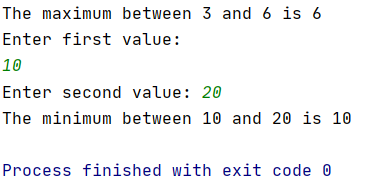 The maximum between 3 and 6 is 6
Enter first value:
10
Enter second value: 20
The minimum between 10 and 20 is 10
Process finished with exit code 0